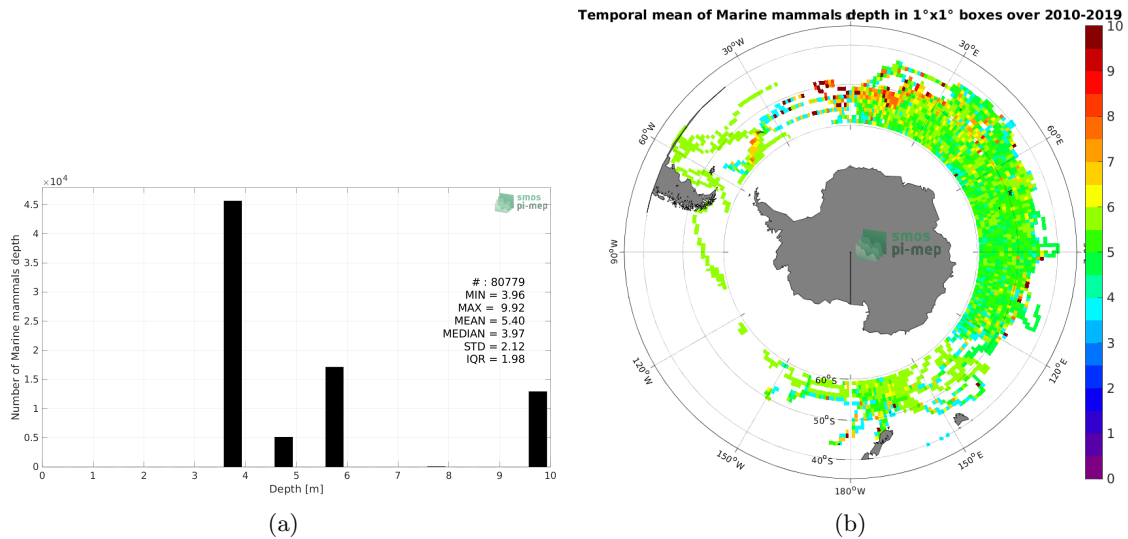 Temporal mean of Marine mammals depth in 1°x1° boxes over 2010-2019
×10⁴
4.5
4
3.5
3
2.5
2
1.5
1
0.5
0
Number of Marine mammals depth
smos
pi-mep
# : 80779
MIN = 3.96
MAX = 9.92
MEAN = 5.40
MEDIAN = 3.97
STD = 2.12
IQR = 1.98
0 1 2 3 4 5 6 7 8 9 10
Depth [m]
(a)
30°W
30°E
60°W
60°E
90°W
smos
pi-mep
120°W
120°E
60°S
50°S
40°S
150°W
150°E
180°W
10
9
8
7
6
5
4
3
2
1
0
(b)